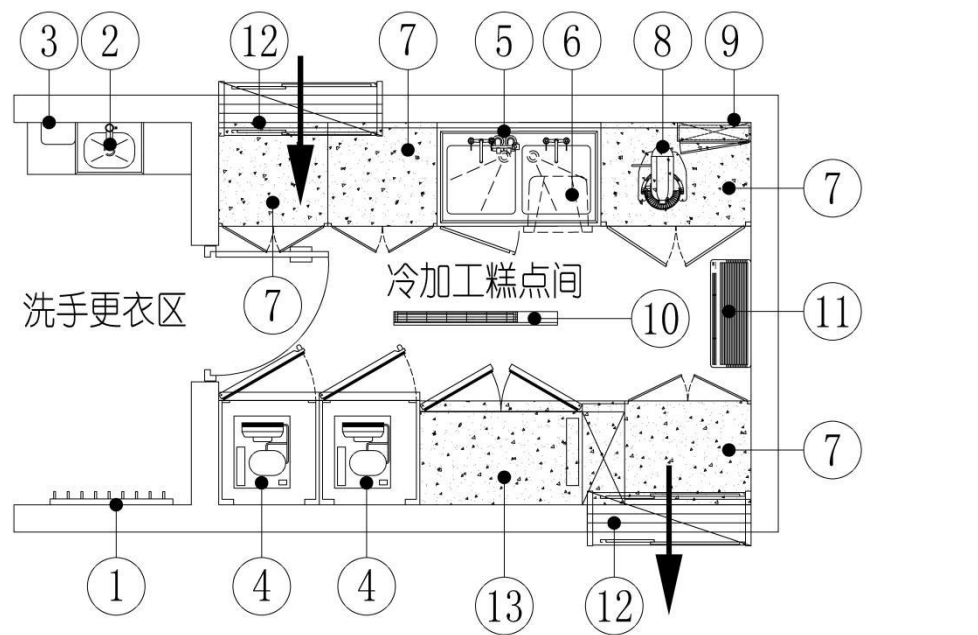 ③ ② ⑫ ⑦ ⑤ ⑥ ⑧ ⑨
⑦
冷加工糕点间
洗手更衣区
⑦ ⑩ ⑪
⑦
① ④ ④ ⑬ ⑫